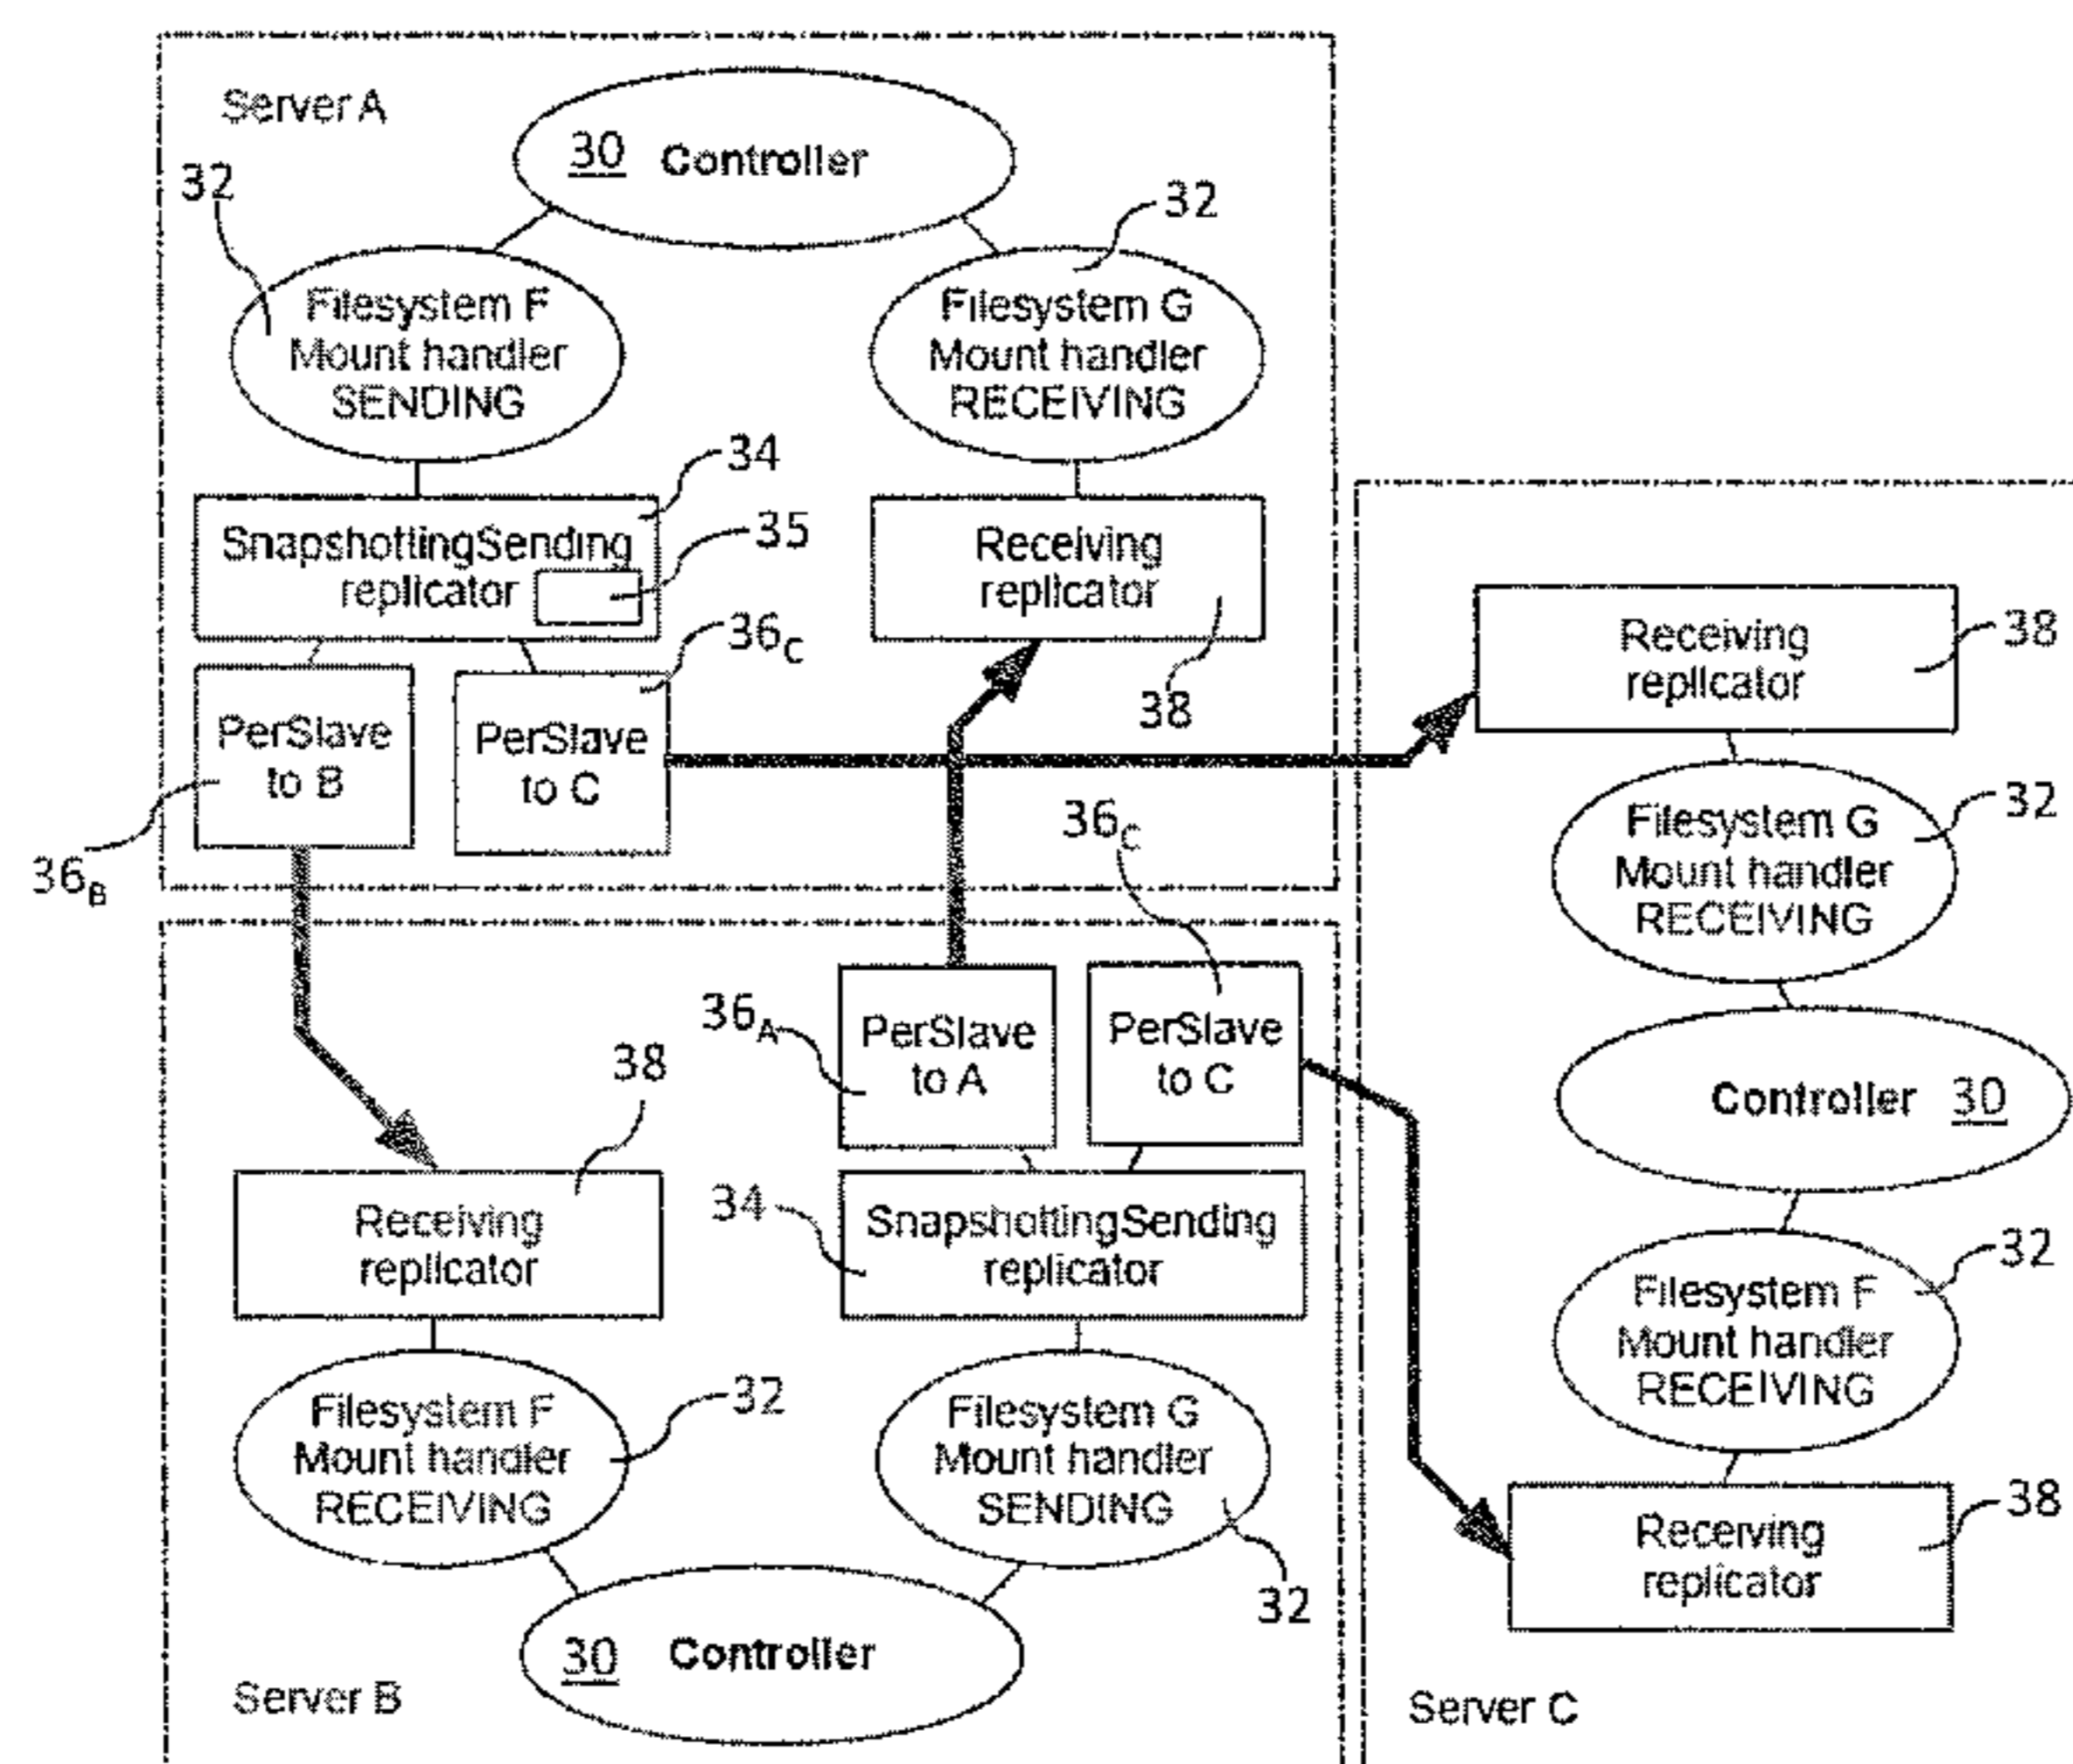 Server A
30 Controller
32
32
Filesystem F
Mount handler
SENDING
Filesystem G
Mount handler
RECEIVING
34
SnapshottingSending
replicator
35
Receiving
replicator
38
36C
PerSlave
to B
PerSlave
to C
36B
Receiving
replicator
38
Filesystem G
Mount handler
RECEIVING
32
Controller 30
Filesystem F
Mount handler
RECEIVING
32
Receiving
replicator
38
Server C
36C
36A
PerSlave
to A
PerSlave
to C
38
Receiving
replicator
34
SnapshottingSending
replicator
Filesystem F
Mount handler
RECEIVING
32
Filesystem G
Mount handler
SENDING
32
30 Controller
Server B